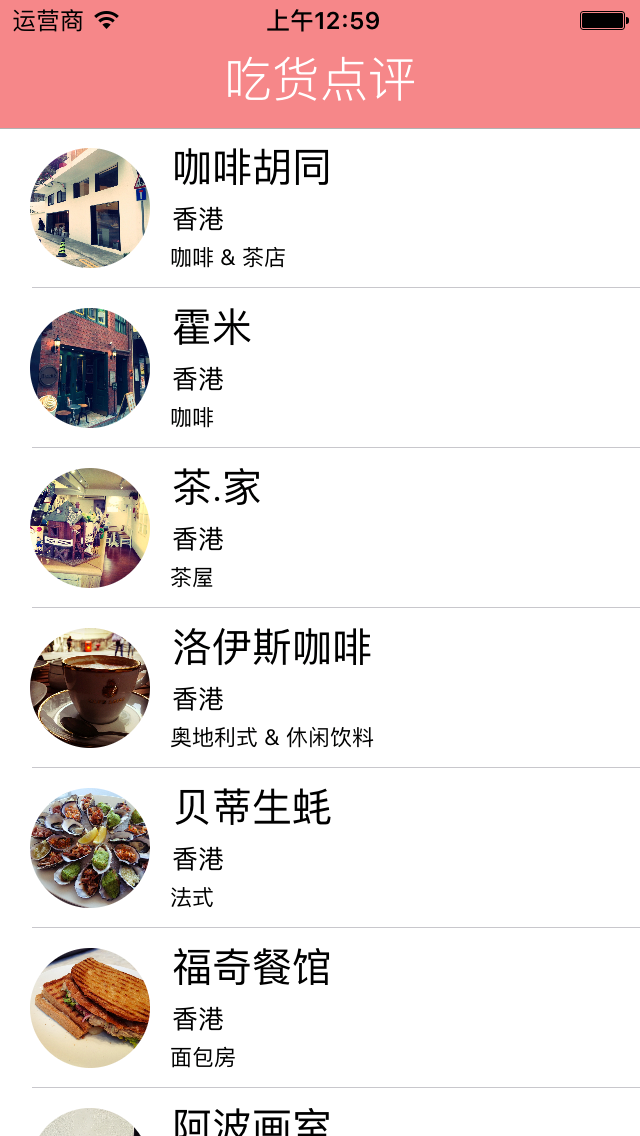 运营商 上午12:59
吃货点评
咖啡胡同
香港
咖啡 & 茶店
霍米
香港
咖啡
茶.家
香港
茶屋
洛伊斯咖啡
香港
奥地利式 & 休闲饮料
贝蒂生蚝
香港
法式
福奇餐馆
香港
面包房
阿波画室